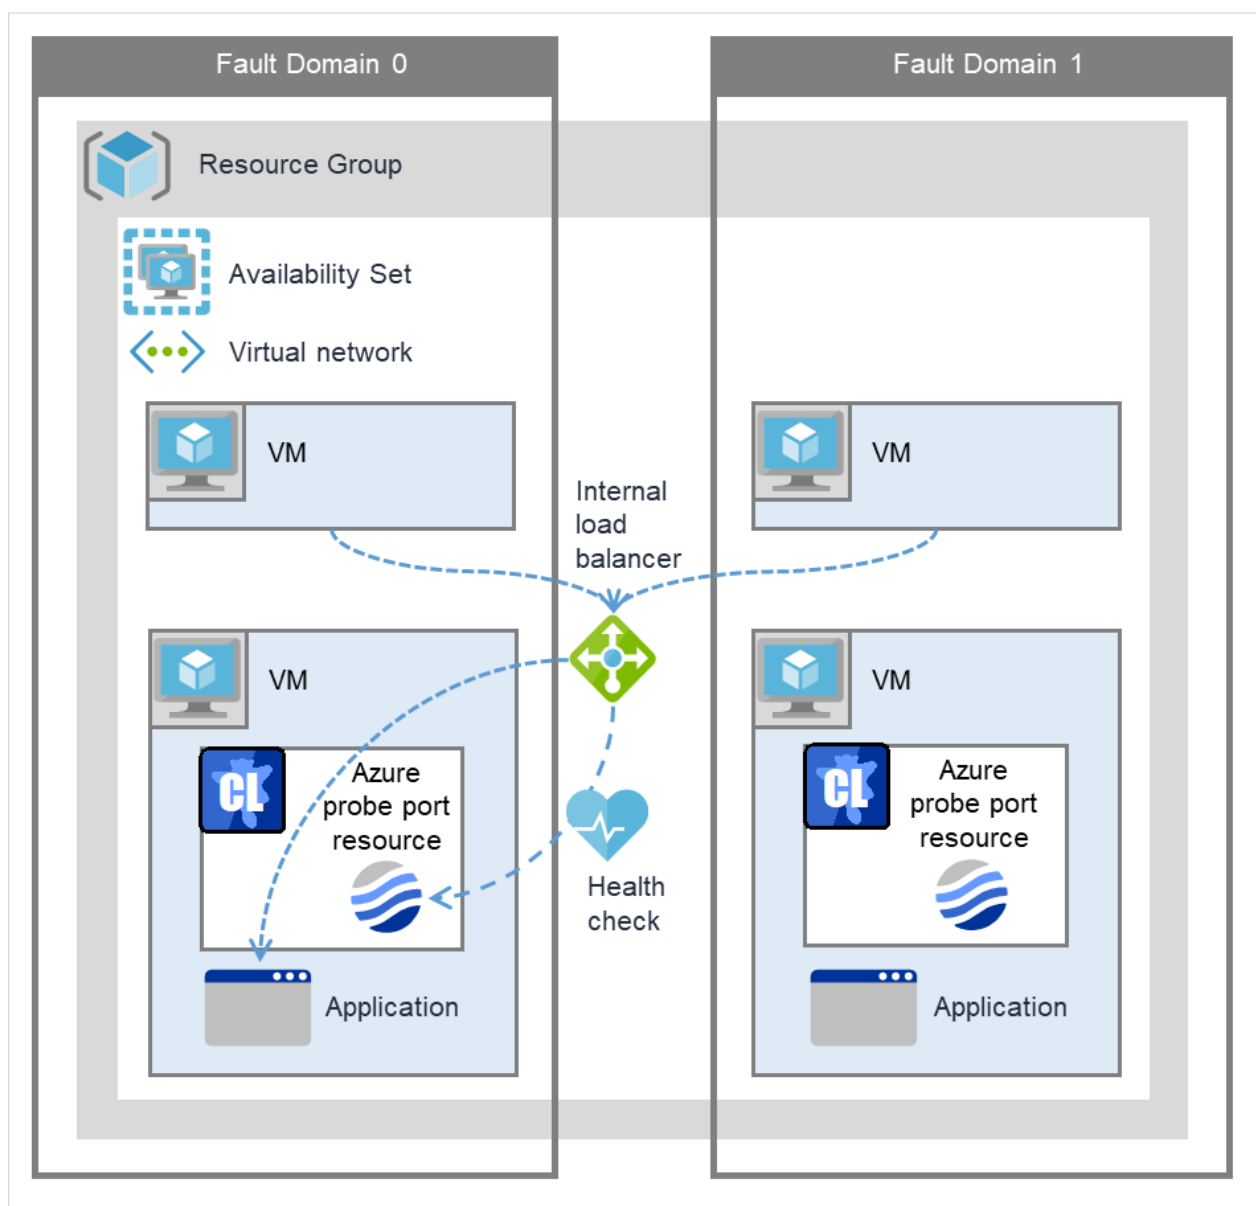 Fault Domain 0
Fault Domain 1
Resource Group
Availability Set
Virtual network
VM
VM
Internal
load
balancer
VM
VM
CL
Azure
probe port
resource
CL
Azure
probe port
resource
Health
check
Application
Application